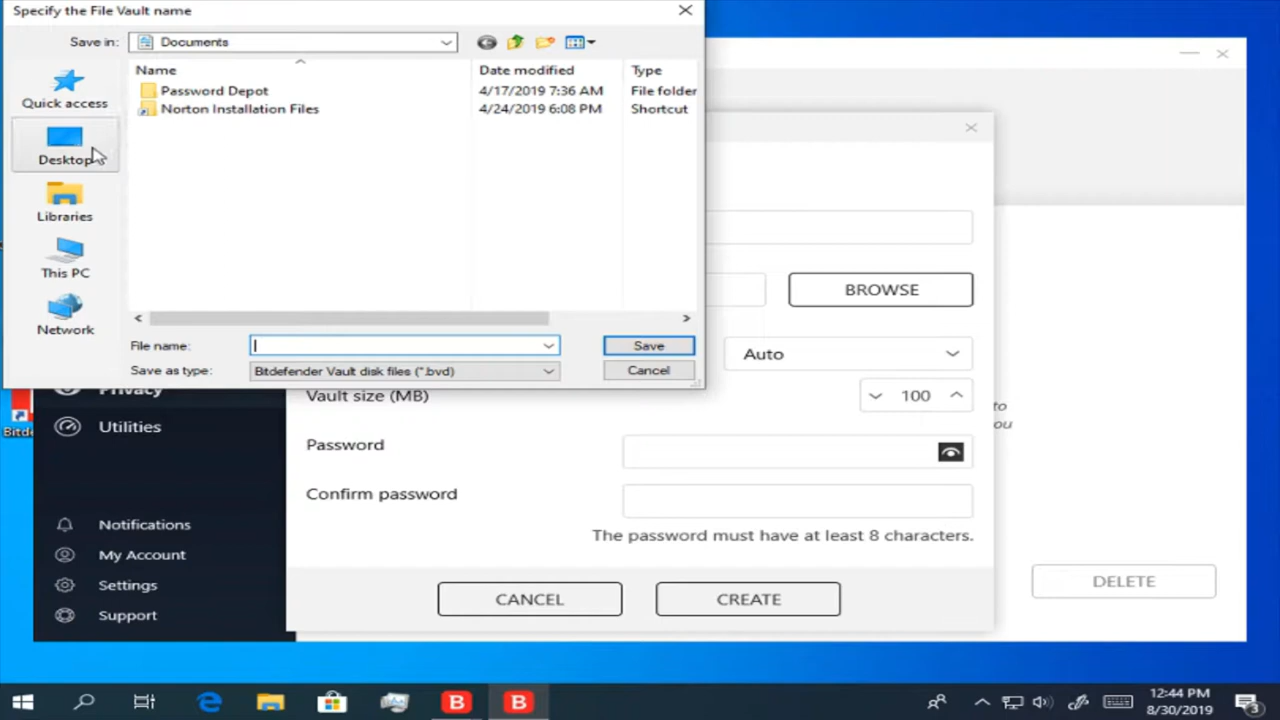 Specify the File Vault name
Save in: Documents
Name Date modified Type
Password Depot 4/17/2019 7:36 AM File folder
Norton Installation Files 4/24/2019 6:08 PM Shortcut
Quick access
Desktop
Libraries
This PC
Network
File name: Save
Save as type: Bitdefender Vault disk files (*.bvd) Cancel
BROWSE
Auto
Privacy
Vault size (MB) 100
to
ou
Bitde
Utilities
Password
Confirm password
The password must have at least 8 characters.
Notifications
My Account
Settings
Support
CANCEL CREATE
DELETE
B B
12:44 PM
8/30/2019
3